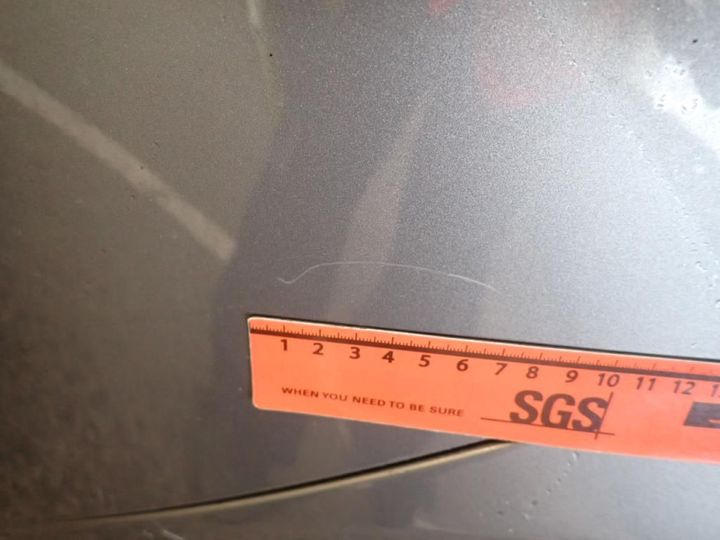 1 2 3 4 5 6 7 8 9 10 11 12
WHEN YOU NEED TO BE SURE
SGS